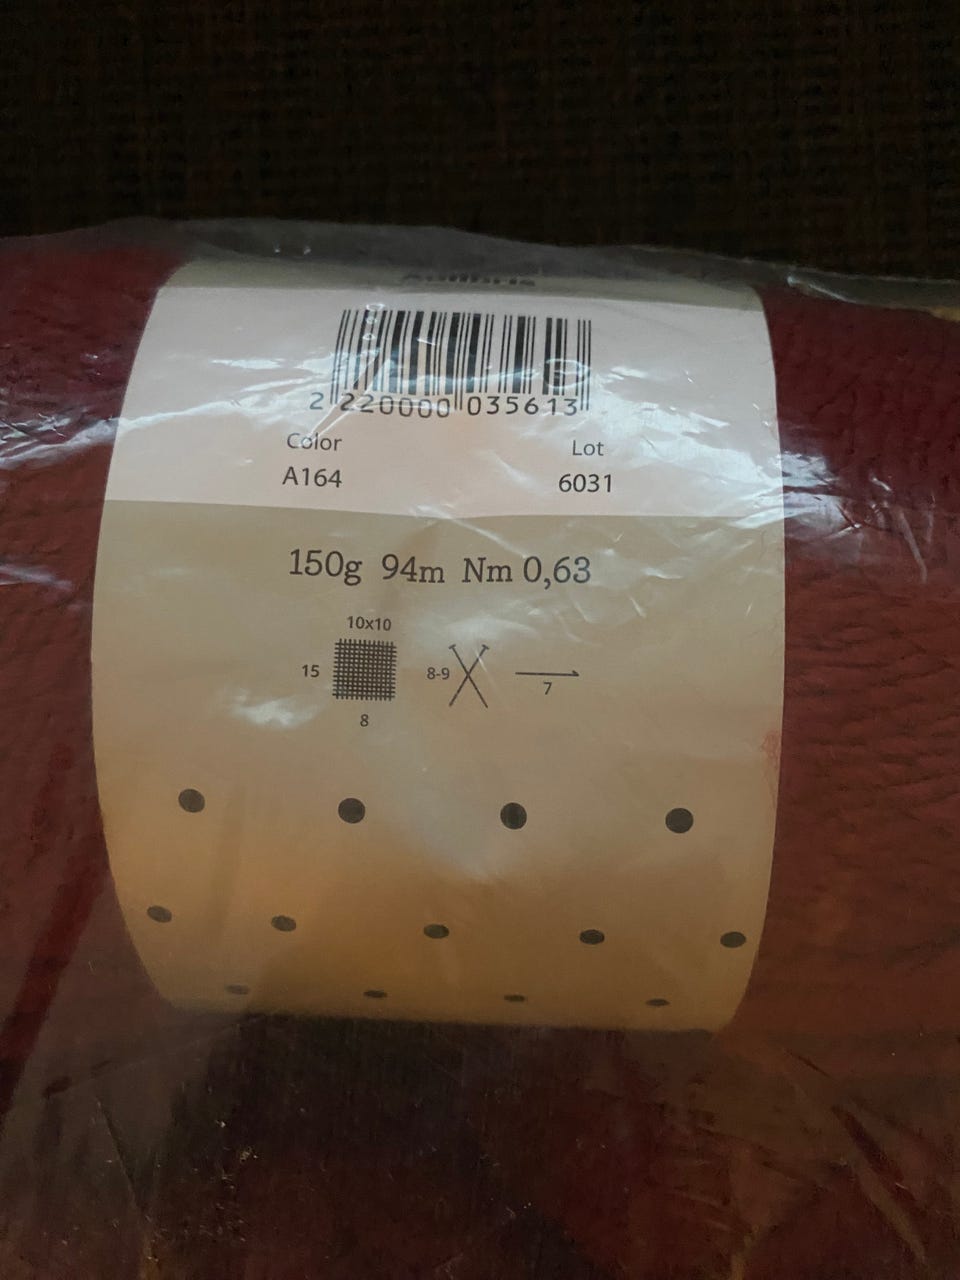 2 220000 035613
Color Lot
A164 6031
150g 94m Nm 0,63
10x10
15 8-9
7
8